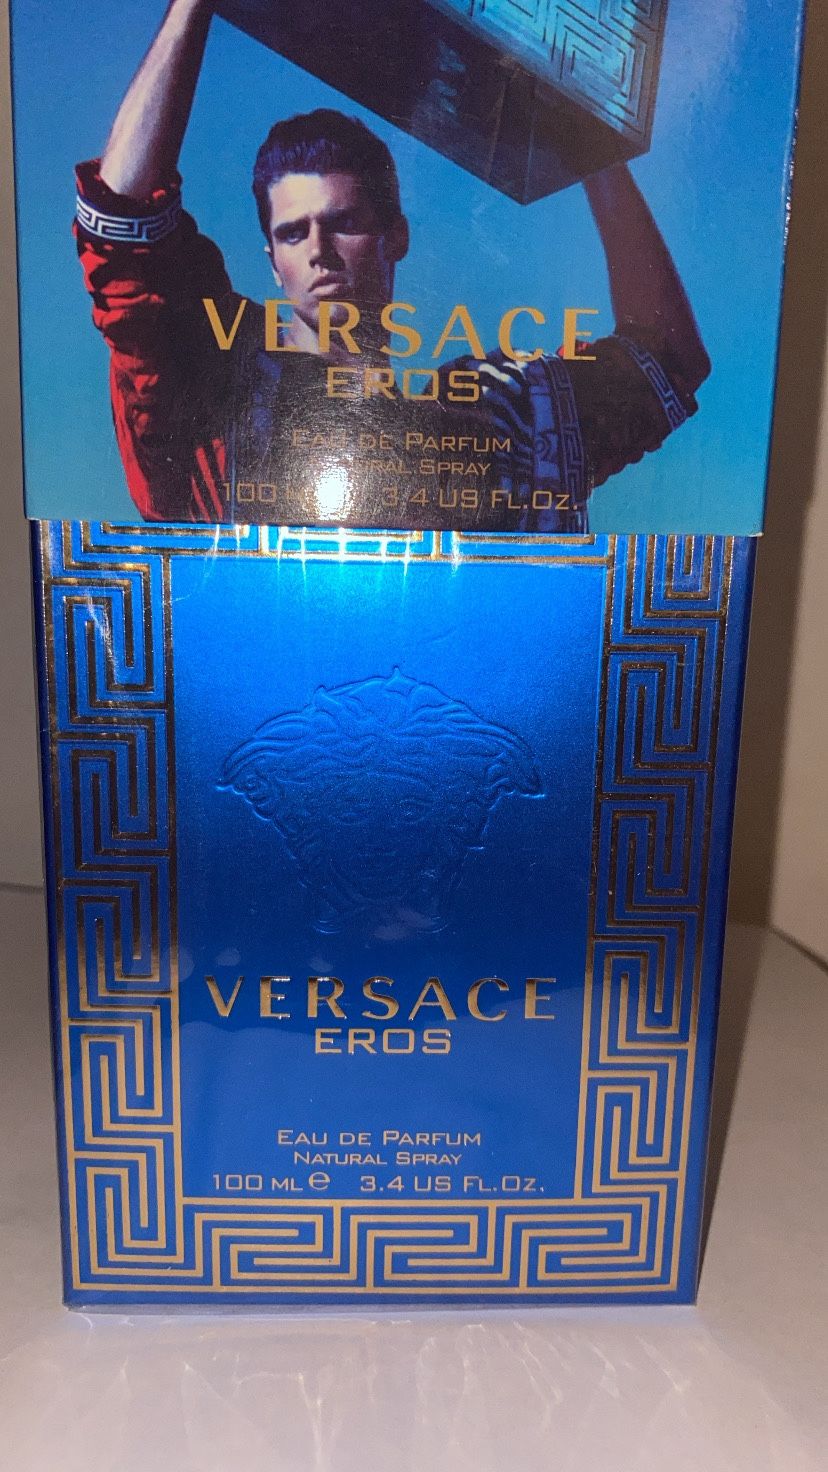 VERSACE
EROS
EAU DE PARFUM
SPRAY
100 3.4 US FL.OZ.
VERSACE
EROS
EAU DE PARFUM
NATURAL SPRAY
100 ML e 3.4 US FL.OZ.